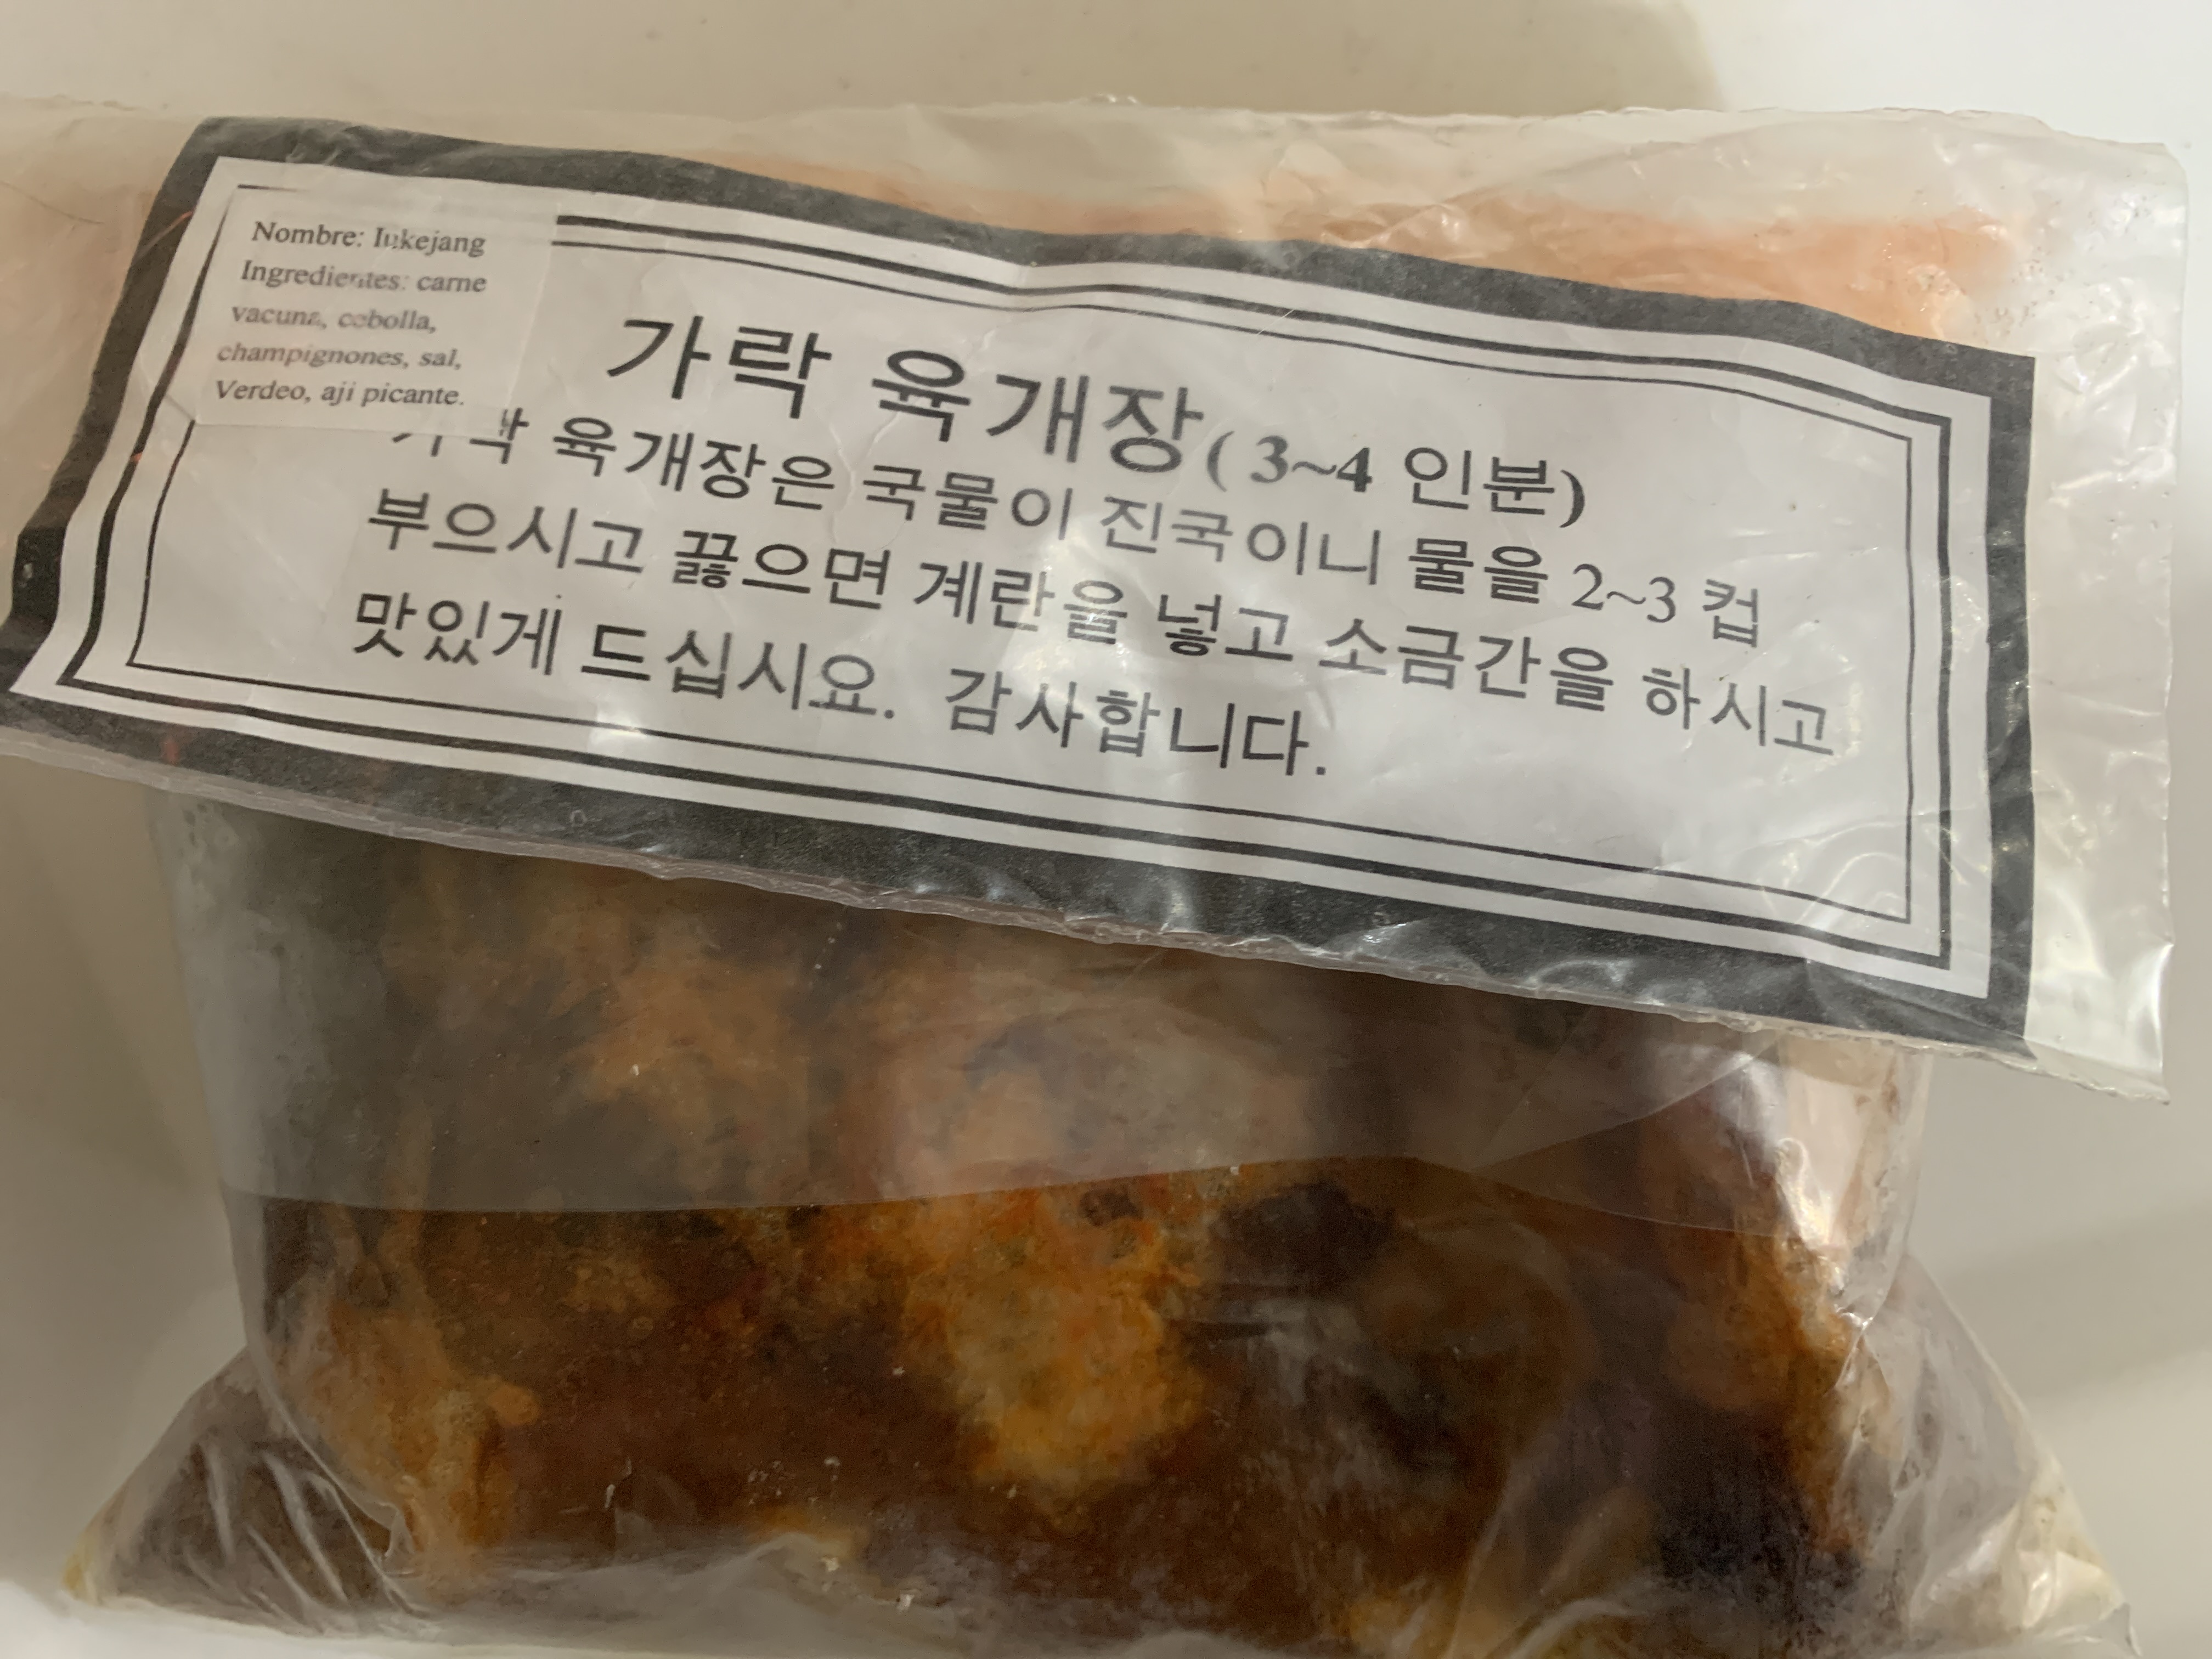 Nombre: Iukejang
Ingredientes: carne
vacuna, cebolla,
champignones, sal,
Verdeo, aji picante.
가락 육개장( 3~4 인분)
가락 육개장은 국물이 진국이니 물을 2~3 컵
부으시고 끓으면 계란을 넣고 소금간을 하시고
맛있게 드십시요. 감사합니다.